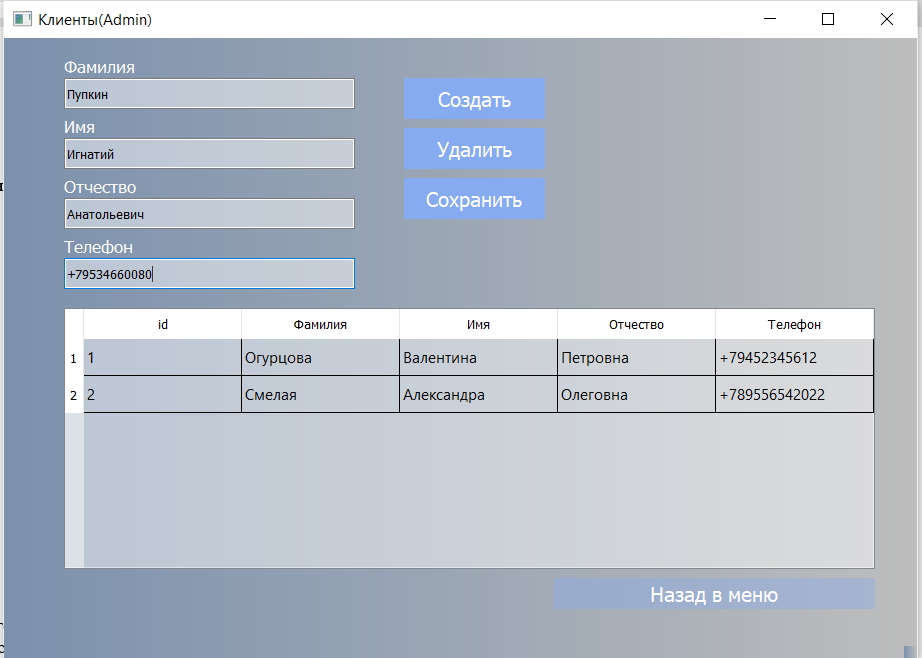 Клиенты(Admin)
Фамилия
Пупкин
Имя
Игнатий
Отчество
Анатольевич
Телефон
+79534660080
Создать
Удалить
Сохранить
id Фамилия Имя Отчество Телефон
1 1 Огурцова Валентина Петровна +79452345612
2 2 Смелая Александра Олеговна +789556542022
Назад в меню